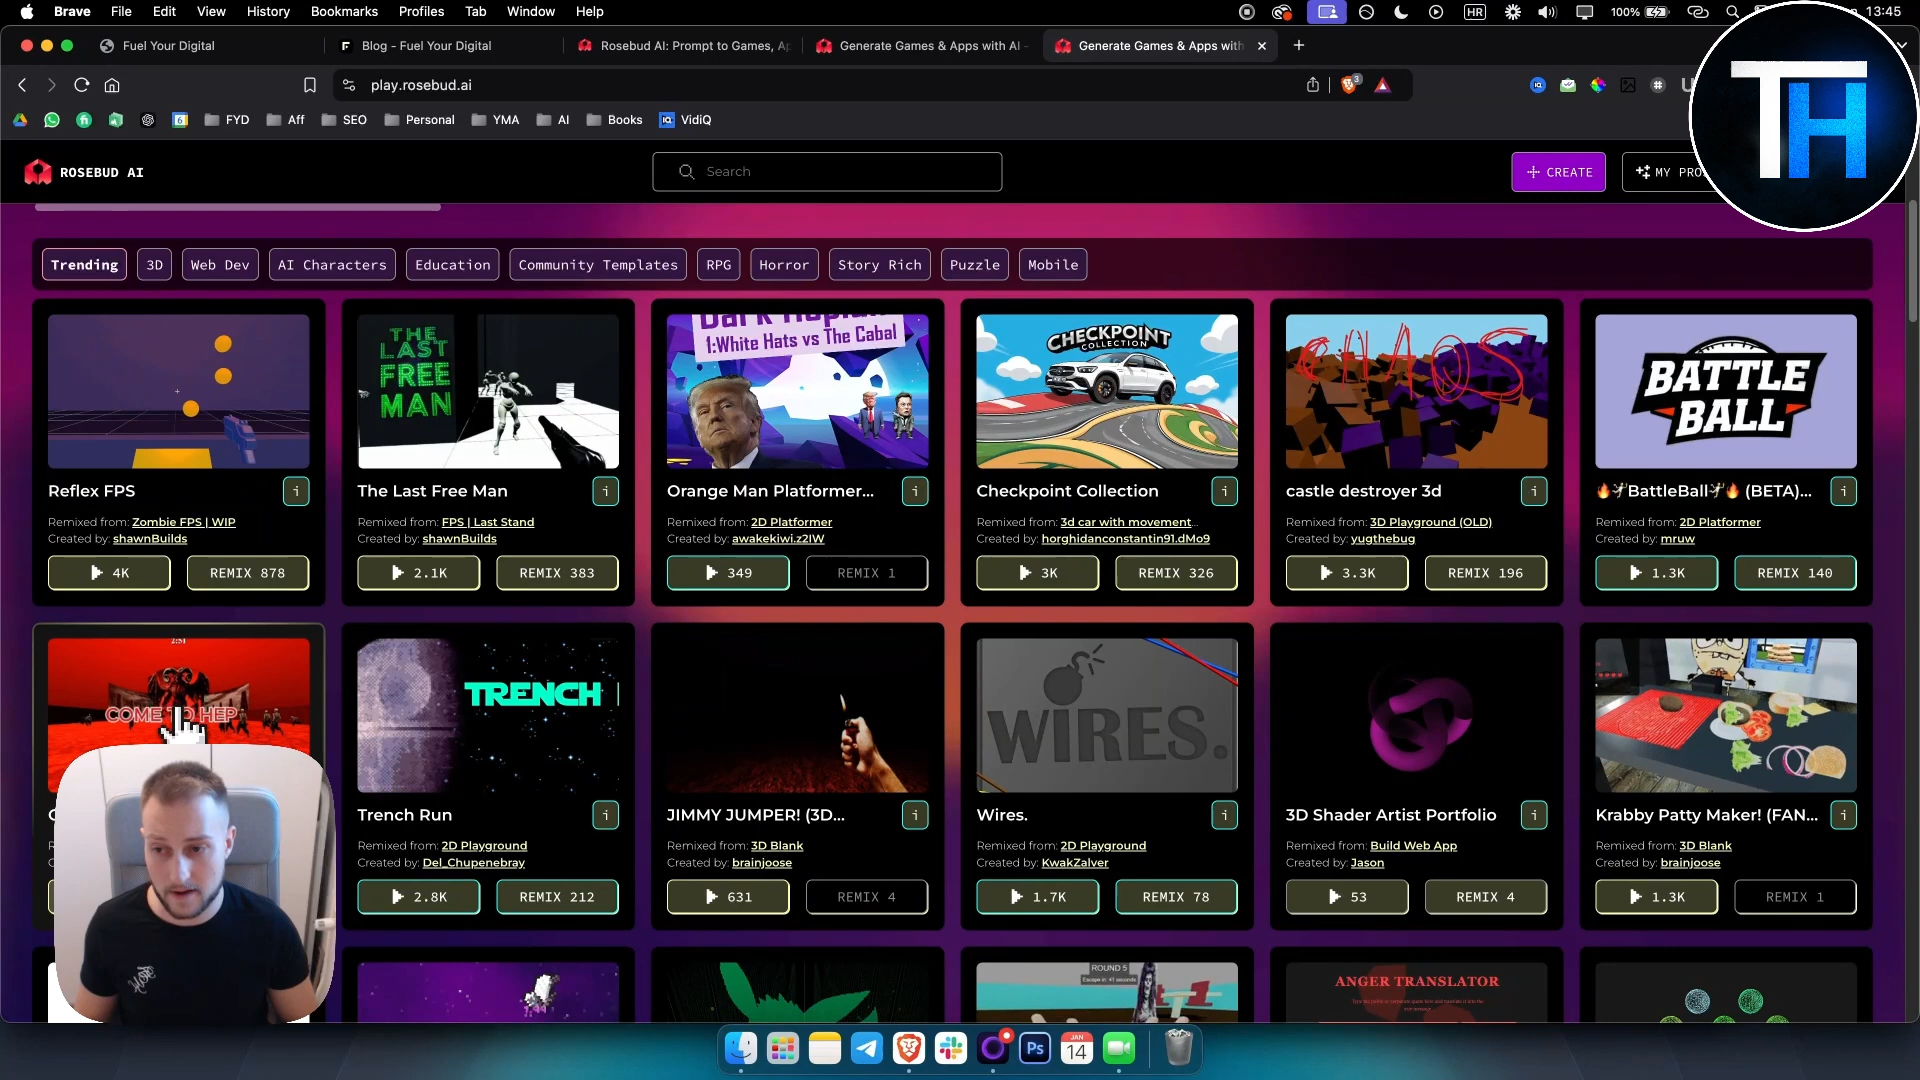 Brave File Edit View History Bookmarks Profiles Tab Window Help
HR 100% 13:45
Fuel Your Digital
Blog - Fuel Your Digital
Rosebud AI: Prompt to Games, Ap
Generate Games & Apps with AI -
Generate Games & Apps with
play.rosebud.ai
3
FYD Aff SEO Personal YMA AI Books VidiQ
TH
ROSEBUD AI
Search
CREATE
MY PRO
Trending 3D Web Dev AI Characters Education Community Templates RPG Horror Story Rich Puzzle Mobile
THE LAST FREE MAN
1:White Hats vs The Cabal
CHECKPOINT COLLECTION
CHAOS
BATTLE BALL
Reflex FPS
Remixed from: Zombie FPS | WIP
Created by: shawnBuilds
4K REMIX 878
The Last Free Man
Remixed from: FPS | Last Stand
Created by: shawnBuilds
2.1K REMIX 383
Orange Man Platformer...
Remixed from: 2D Platformer
Created by: awakekiwi.z2IW
349 REMIX 1
Checkpoint Collection
Remixed from: 3d car with movement...
Created by: horghidanconstantin91.dMo9
3K REMIX 326
castle destroyer 3d
Remixed from: 3D Playground (OLD)
Created by: yugthebug
3.3K REMIX 196
🔥🤾🔥BattleBall🤾🔥 (BETA)...
Remixed from: 2D Platformer
Created by: mruw
1.3K REMIX 140
2:51
TRENCH
WIRES.
Trench Run
Remixed from: 2D Playground
Created by: Del_Chupenebray
2.8K REMIX 212
JIMMY JUMPER! (3D...
Remixed from: 3D Blank
Created by: brainjoose
631 REMIX 4
Wires.
Remixed from: 2D Playground
Created by: KwakZalver
1.7K REMIX 78
3D Shader Artist Portfolio
Remixed from: Build Web App
Created by: Jason
53 REMIX 4
Krabby Patty Maker! (FAN...
Remixed from: 3D Blank
Created by: brainjoose
1.3K REMIX 1
ROUND 5
ANGER TRANSLATOR
Ps
JAN
14